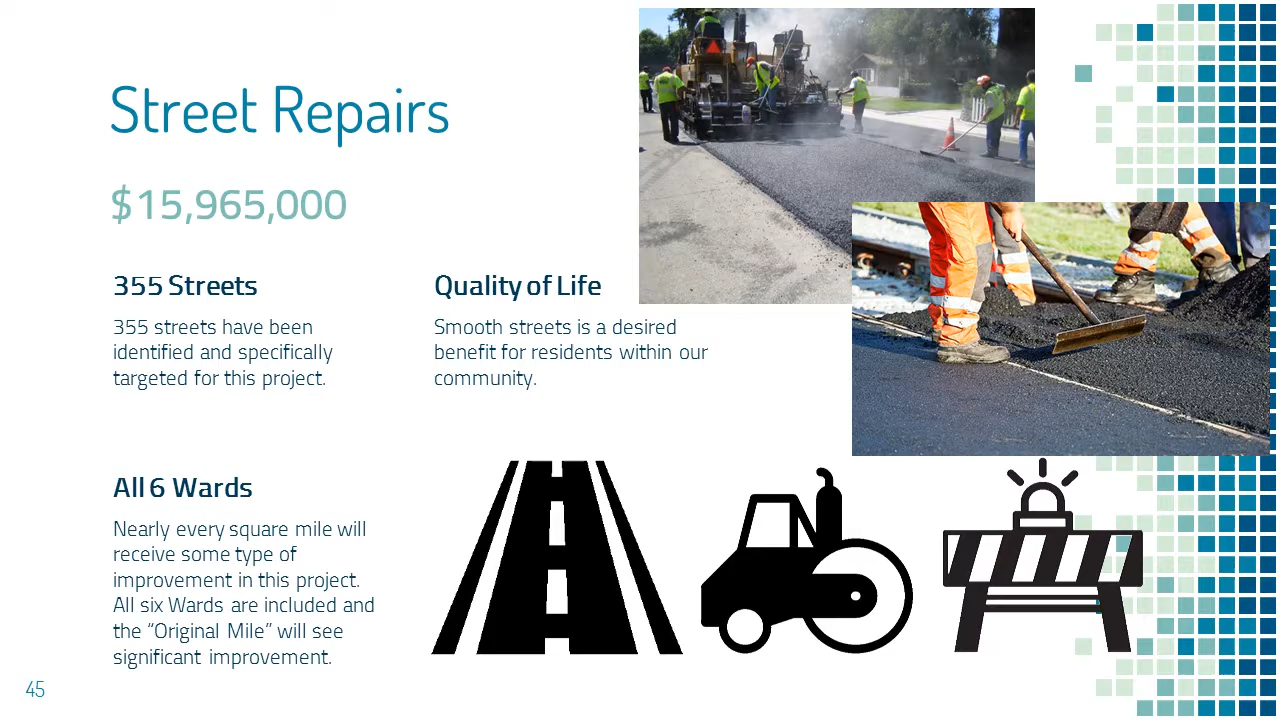 Street Repairs
$15,965,000
355 Streets
355 streets have been
identified and specifically
targeted for this project.
Quality of Life
Smooth streets is a desired
benefit for residents within our
community.
All 6 Wards
Nearly every square mile will
receive some type of
improvement in this project.
All six Wards are included and
the “Original Mile” will see
significant improvement.
45